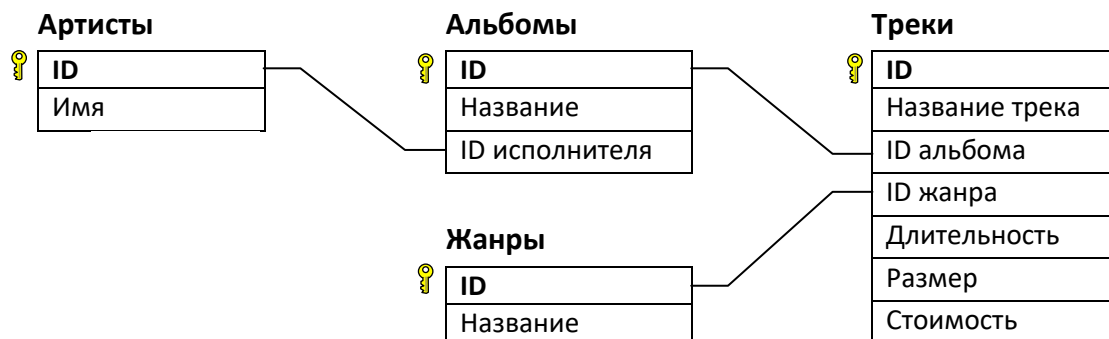 Артисты
ID
Имя
Альбомы
ID
Название
ID исполнителя
Жанры
ID
Название
Треки
ID
Название трека
ID альбома
ID жанра
Длительность
Размер
Стоимость